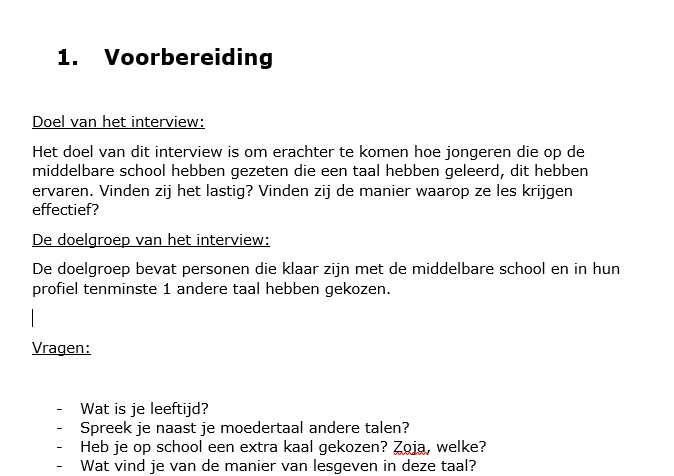 1. Voorbereiding
Doel van het interview:
Het doel van dit interview is om erachter te komen hoe jongeren die op de
middelbare school hebben gezeten die een taal hebben geleerd, dit hebben
ervaren. Vinden zij het lastig? Vinden zij de manier waarop ze les krijgen
effectief?
De doelgroep van het interview:
De doelgroep bevat personen die klaar zijn met de middelbare school en in hun
profiel tenminste 1 andere taal hebben gekozen.
Vragen:
- Wat is je leeftijd?
- Spreek je naast je moedertaal andere talen?
- Heb je op school een extra kaal gekozen? Zoja, welke?
- Wat vind je van de manier van lesgeven in deze taal?